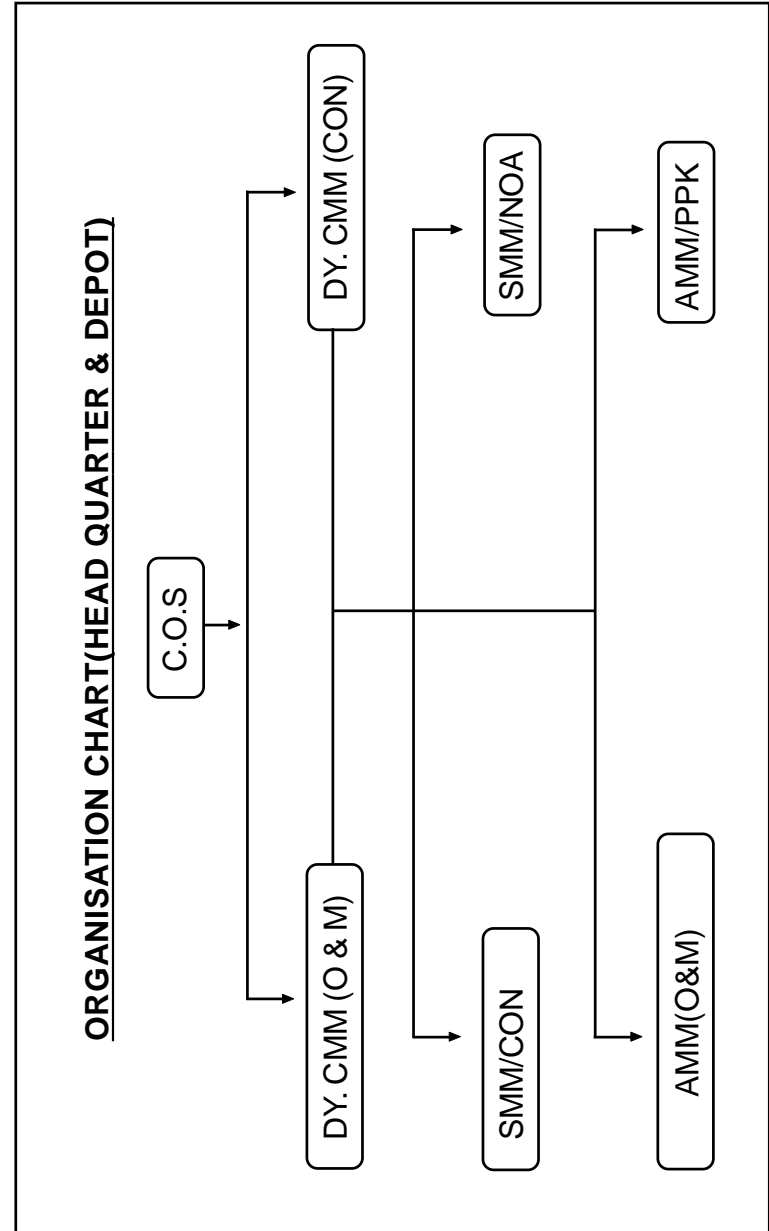 ORGANISATION CHART(HEAD QUARTER & DEPOT)
C.O.S
DY. CMM (O & M)
DY. CMM (CON)
SMM/CON
SMM/NOA
AMM(O&M)
AMM/PPK